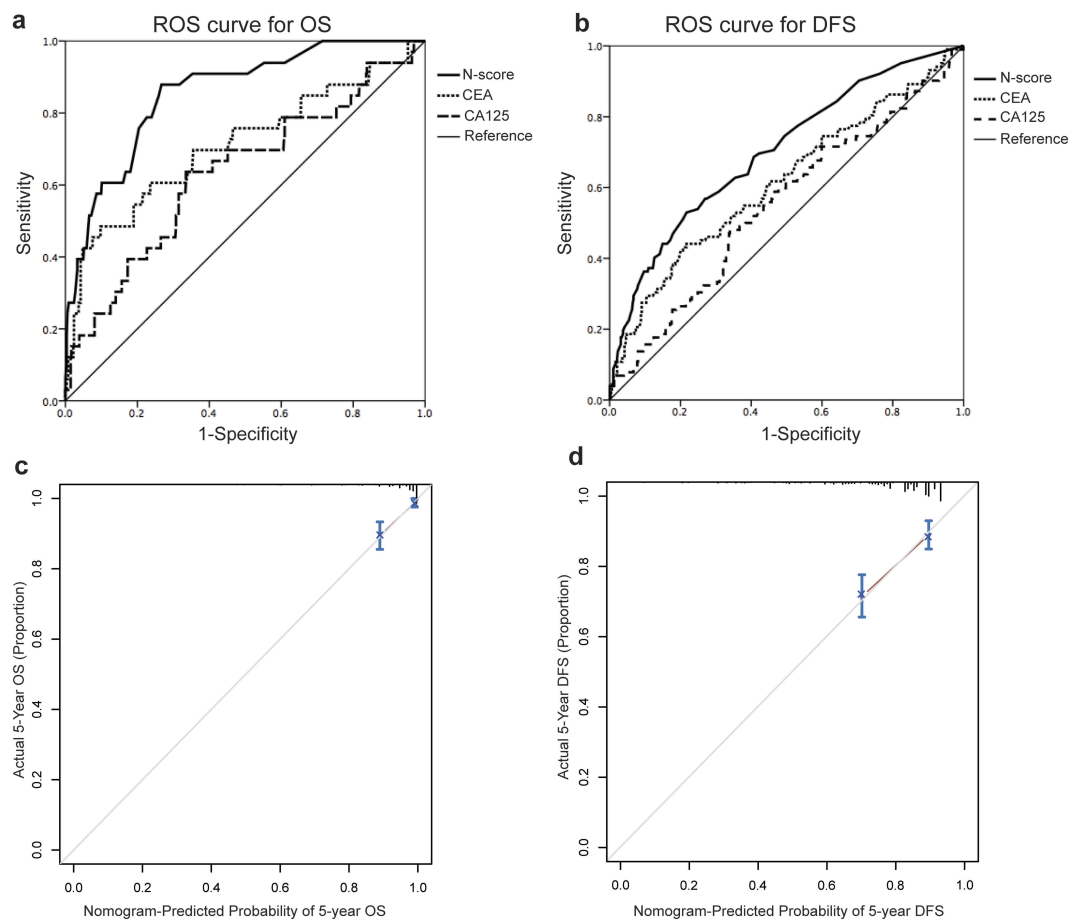 a
ROS curve for OS
1.0
0.8
0.6
0.4
0.2
0.0
0.0 0.2 0.4 0.6 0.8 1.0
Sensitivity
1-Specificity
N-score
CEA
CA125
Reference
b
ROS curve for DFS
1.0
0.8
0.6
0.4
0.2
0.0
0.0 0.2 0.4 0.6 0.8 1.0
Sensitivity
1-Specificity
N-score
CEA
CA125
Reference
c
1.0
0.8
0.6
0.4
0.2
0.0
Actual 5-Year OS (Proportion)
0.0 0.2 0.4 0.6 0.8 1.0
Nomogram-Predicted Probability of 5-year OS
d
1.0
0.8
0.6
0.4
0.2
0.0
Actual 5-Year DFS (Proportion)
0.0 0.2 0.4 0.6 0.8 1.0
Nomogram-Predicted Probability of 5-year DFS